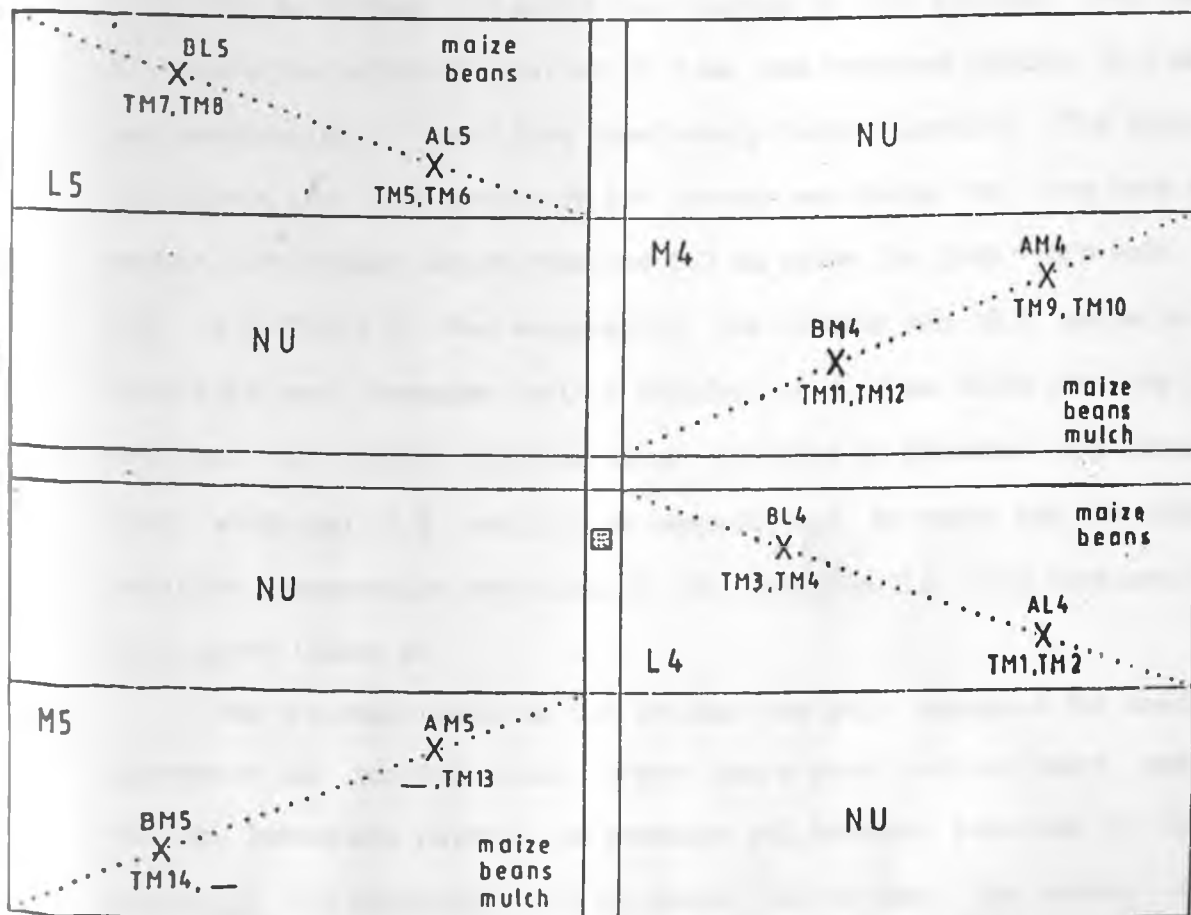 BL5
maize
beans
TM7,TM8
AL5
TM5,TM6
L5
NU
NU
M4
AM4
TM9,TM10
BM4
TM11,TM12
maize
beans
mulch
NU
BL4
maize
beans
TM3,TM4
AL4
TM1,TM2
L4
M5
AM5
—,TM13
BM5
TM14,—
maize
beans
mulch
NU